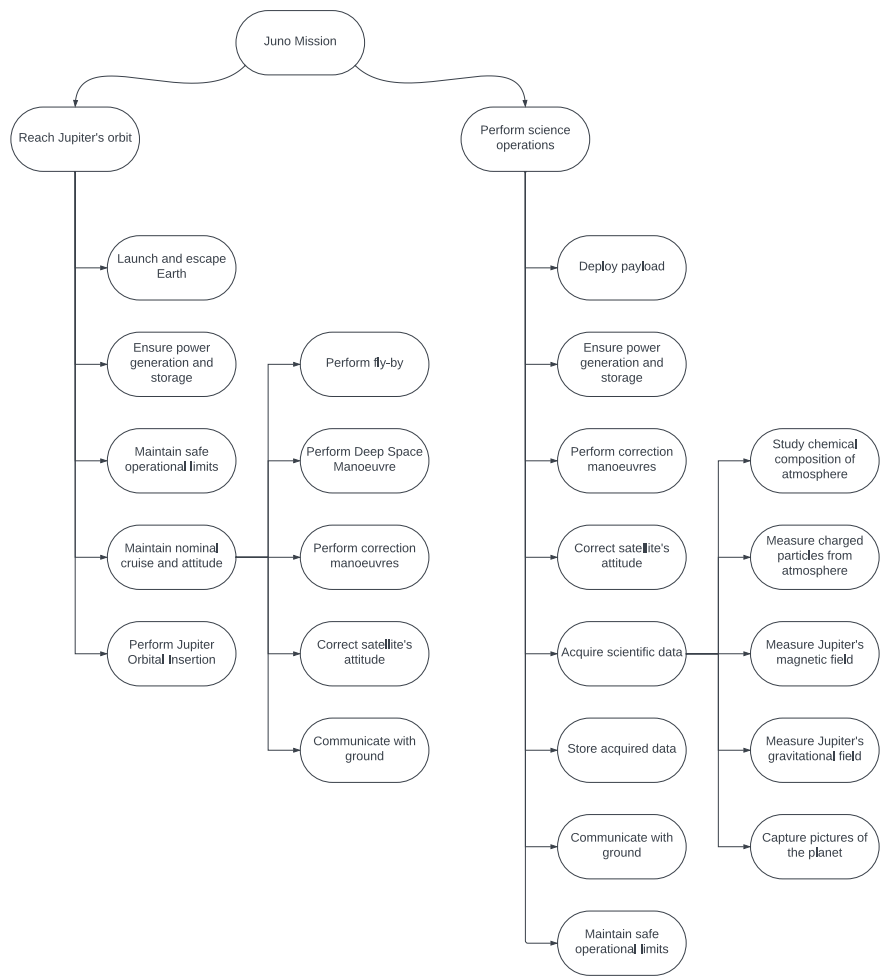 Juno Mission
Reach Jupiter's orbit
Perform science
operations
Launch and escape
Earth
Ensure power
generation and
storage
Maintain safe
operational limits
Maintain nominal
cruise and attitude
Perform Jupiter
Orbital Insertion
Perform fly-by
Perform Deep Space
Manoeuvre
Perform correction
manoeuvres
Correct satellite's
attitude
Communicate with
ground
Deploy payload
Ensure power
generation and
storage
Perform correction
manoeuvres
Correct satellite's
attitude
Acquire scientific data
Store acquired data
Communicate with
ground
Maintain safe
operational limits
Study chemical
composition of
atmosphere
Measure charged
particles from
atmosphere
Measure Jupiter's
magnetic field
Measure Jupiter's
gravitational field
Capture pictures of
the planet